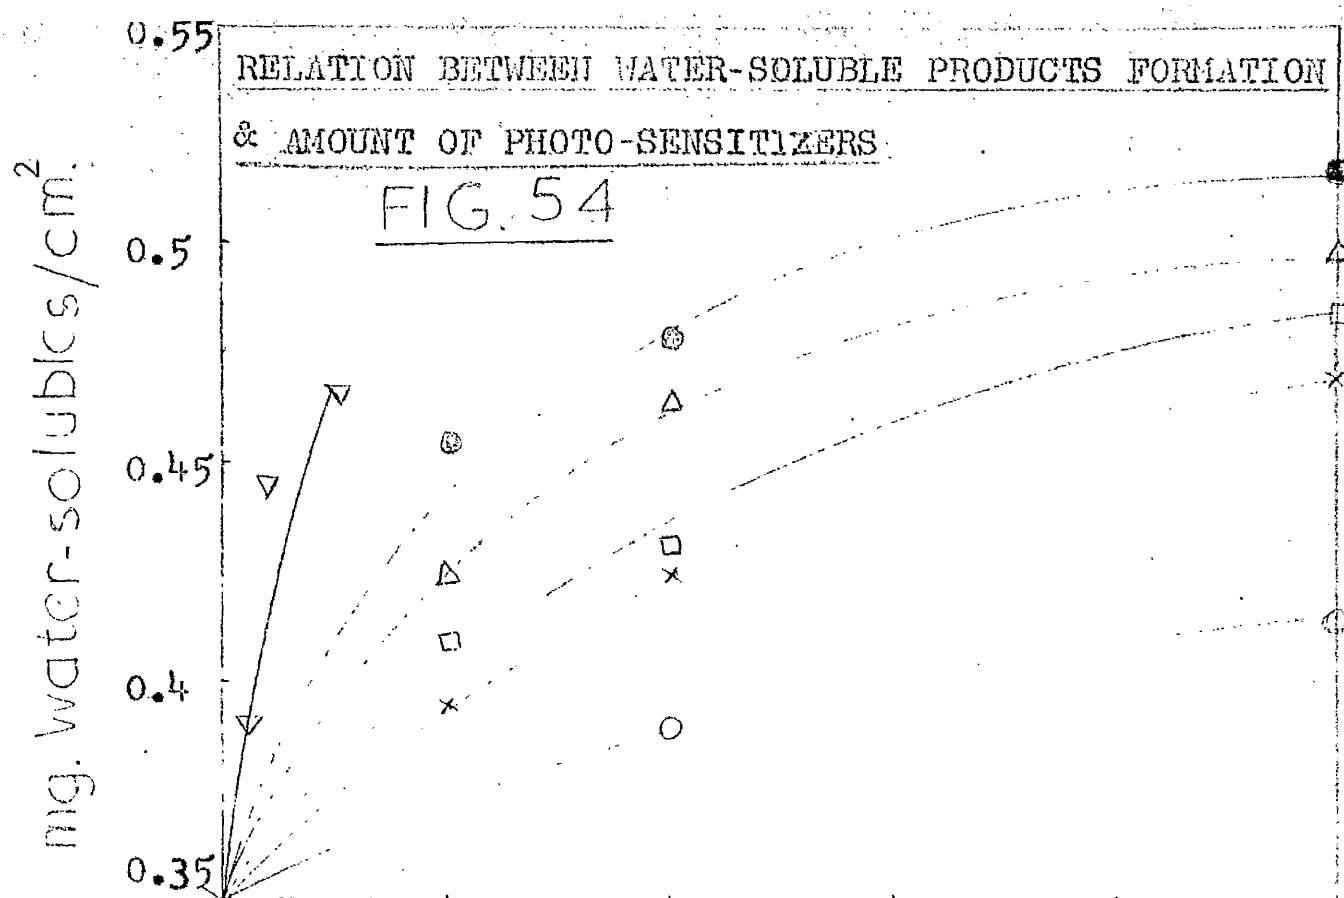 0.55
RELATION BETWEEN WATER-SOLUBLE PRODUCTS FORMATION
& AMOUNT OF PHOTO-SENSITIZERS
FIG. 54
0.5
0.45
0.4
0.35
mg. Water-solubles/cm.²